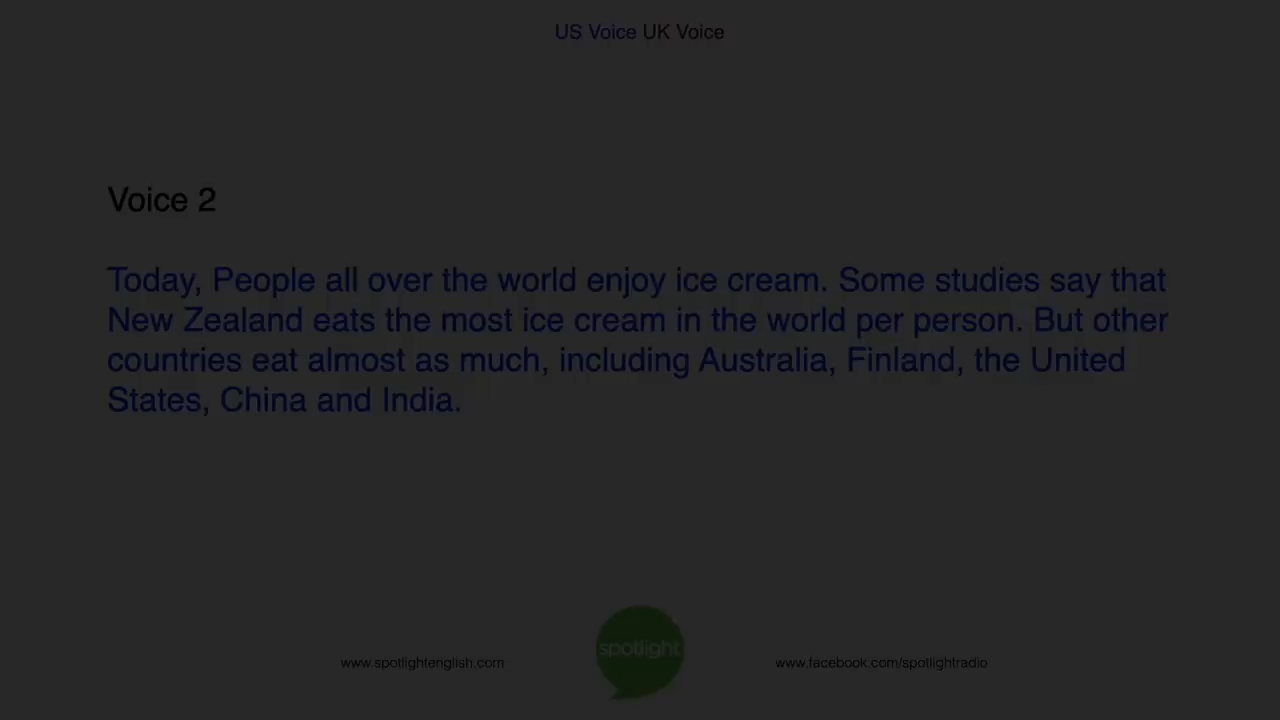 US Voice UK Voice
Voice 2
Today, People all over the world enjoy ice cream. Some studies say that
New Zealand eats the most ice cream in the world per person. But other
countries eat almost as much, including Australia, Finland, the United
States, China and India.
spotlight
www.spotlightenglish.com
www.facebook.com/spotlightradio